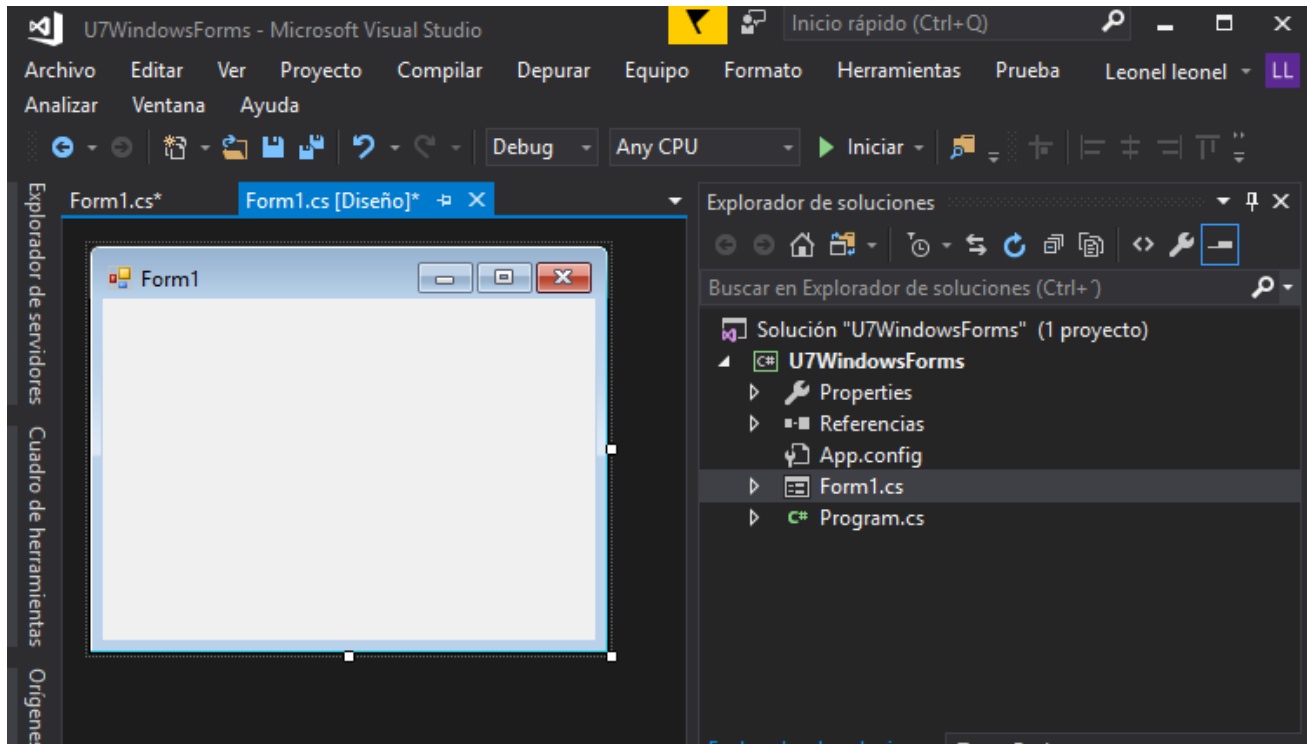 U7WindowsForms - Microsoft Visual Studio
Inicio rápido (Ctrl+Q)
Archivo Editar Ver Proyecto Compilar Depurar Equipo Formato Herramientas Prueba Leonel leonel LL
Analizar Ventana Ayuda
Debug Any CPU Iniciar
Explorador de servidores
Cuadro de herramientas
Orígenes
Form1.cs* Form1.cs [Diseño]*
Form1
Explorador de soluciones
Buscar en Explorador de soluciones (Ctrl+´)
Solución "U7WindowsForms" (1 proyecto)
C# U7WindowsForms
Properties
Referencias
App.config
Form1.cs
C# Program.cs